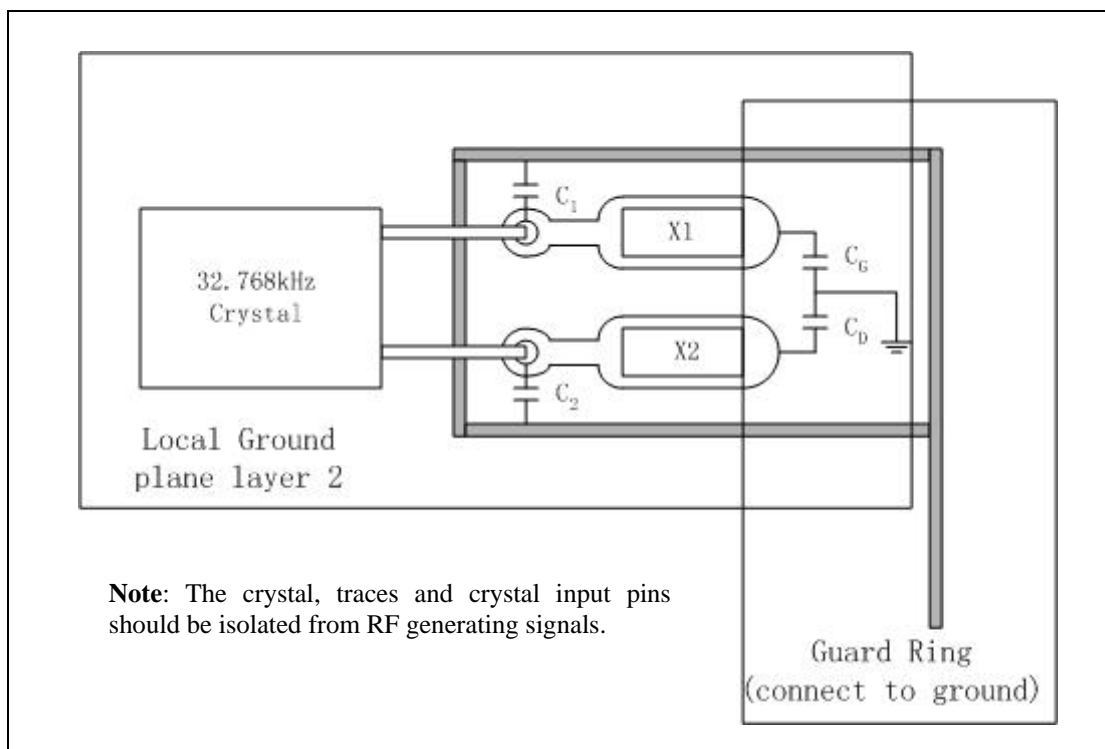 C1
X1
CG
32.768kHz
Crystal
CD
X2
C2
Local Ground
plane layer 2
Note: The crystal, traces and crystal input pins
should be isolated from RF generating signals.
Guard Ring
(connect to ground)